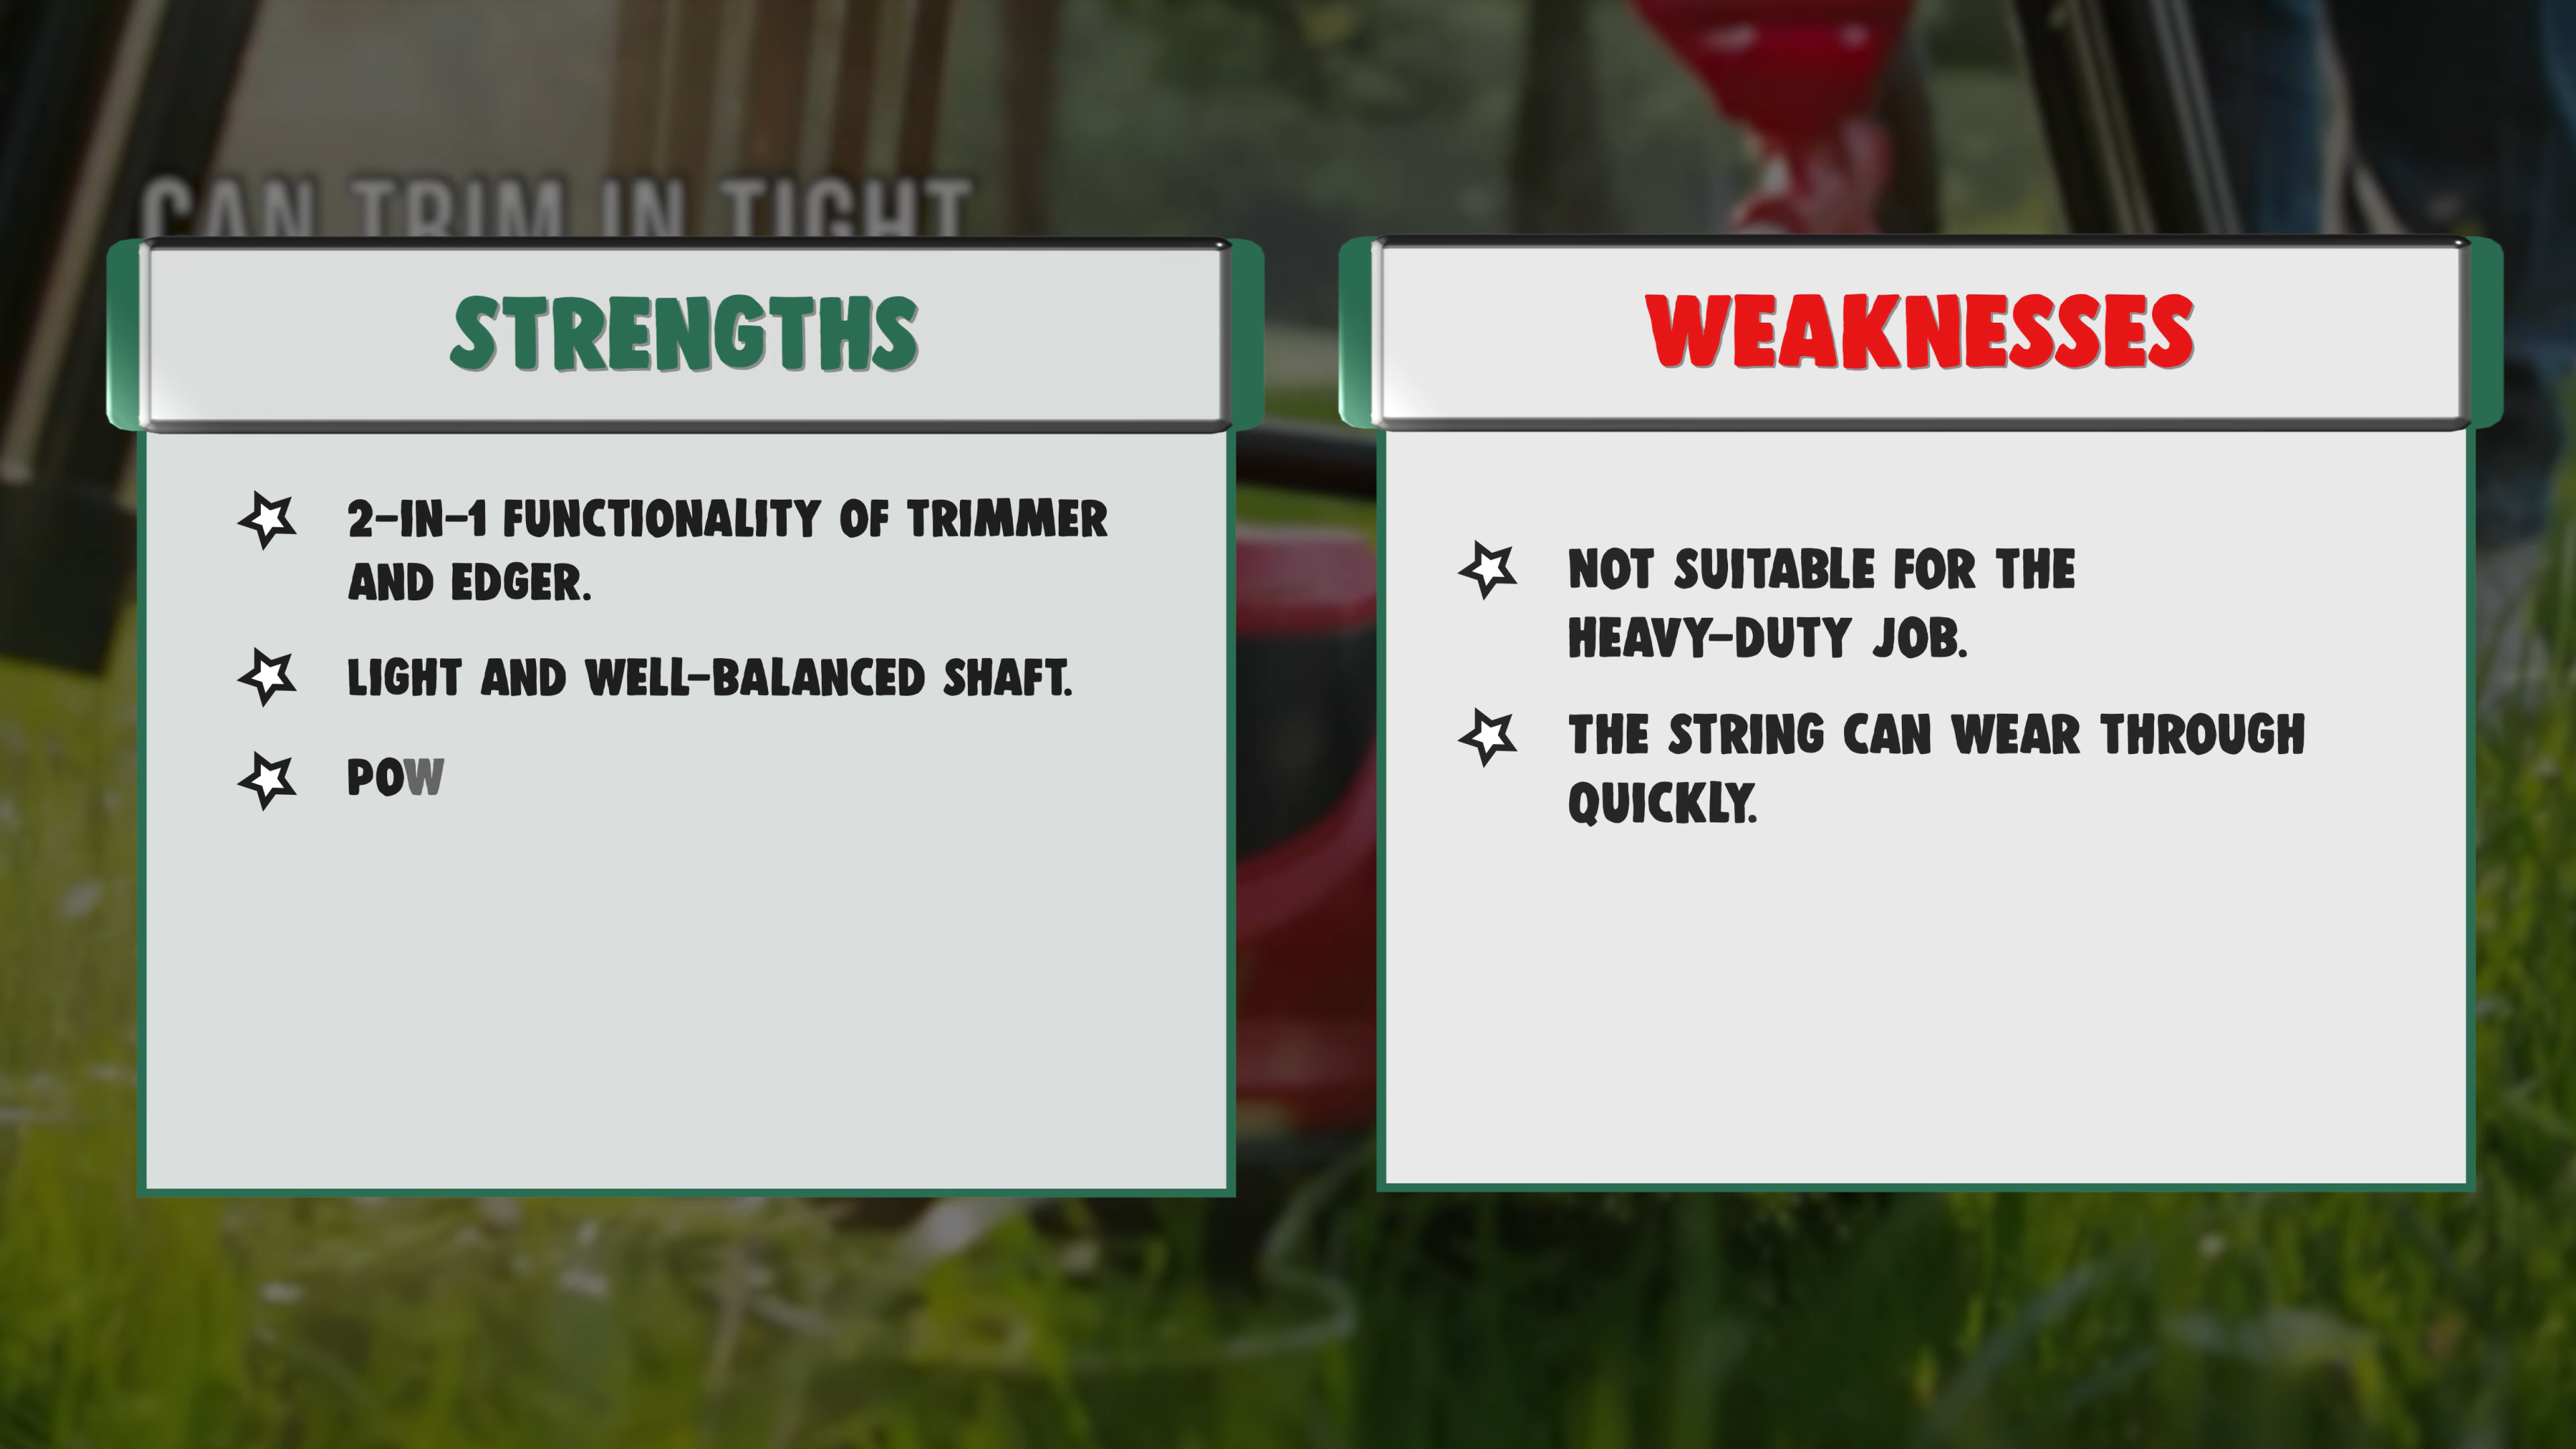 CAN TRIM IN TIGHT
STRENGTHS
2-IN-1 FUNCTIONALITY OF TRIMMER
AND EDGER.
LIGHT AND WELL-BALANCED SHAFT.
POW
WEAKNESSES
NOT SUITABLE FOR THE
HEAVY-DUTY JOB.
THE STRING CAN WEAR THROUGH
QUICKLY.